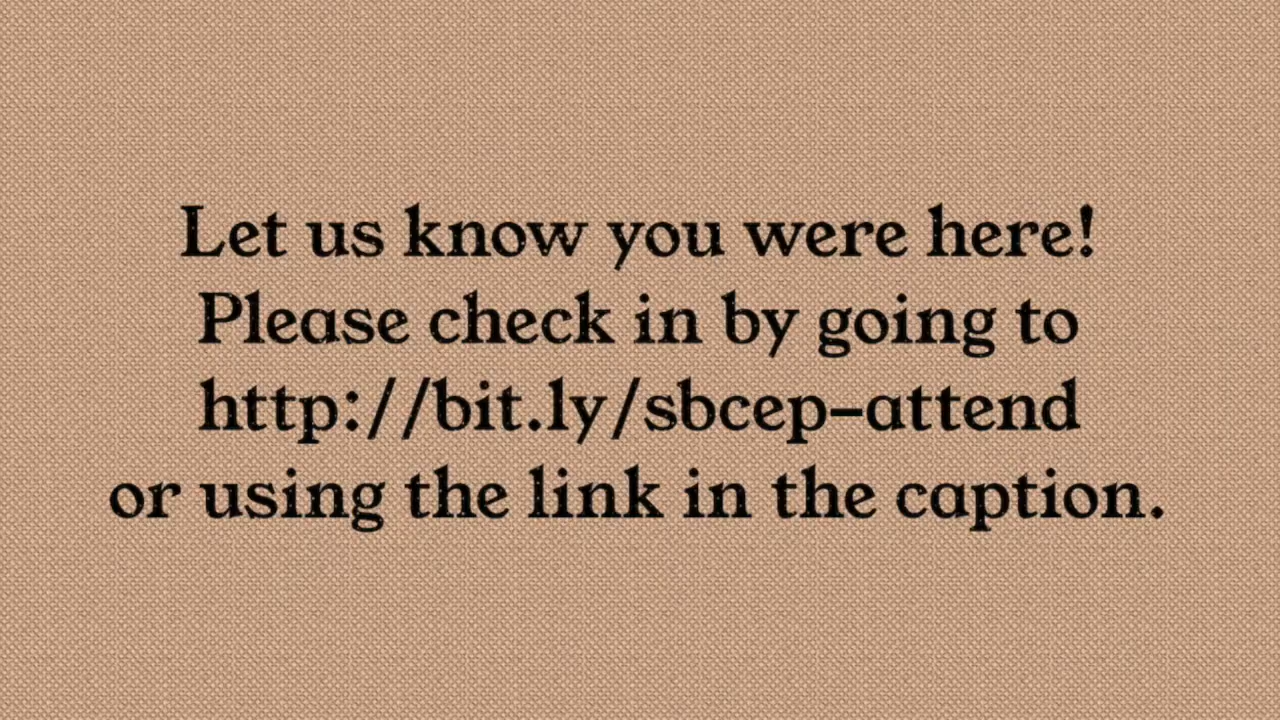 Let us know you were here!
Please check in by going to
http://bit.ly/sbcep-attend
or using the link in the caption.